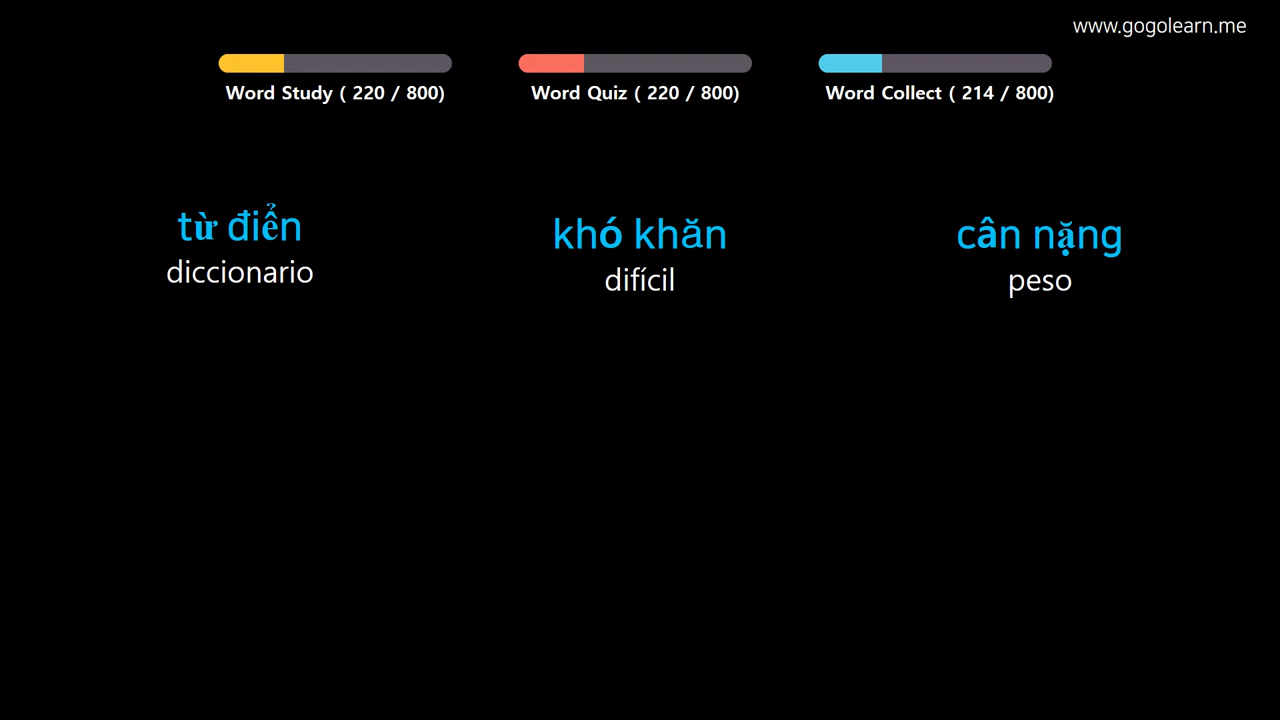 www.gogolearn.me
Word Study ( 220 / 800)
Word Quiz ( 220 / 800)
Word Collect ( 214 / 800)
từ điển
diccionario
khó khăn
difícil
cân nặng
peso